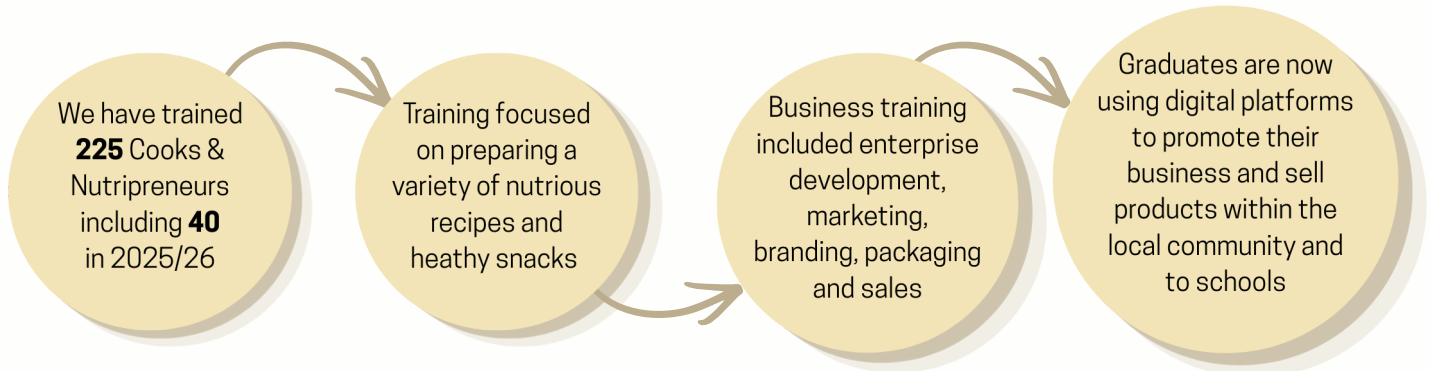 We have trained
225 Cooks &
Nutripreneurs
including 40
in 2025/26
Training focused
on preparing a
variety of nutrious
recipes and
heathy snacks
Business training
included enterprise
development,
marketing,
branding, packaging
and sales
Graduates are now
using digital platforms
to promote their
business and sell
products within the
local community and
to schools